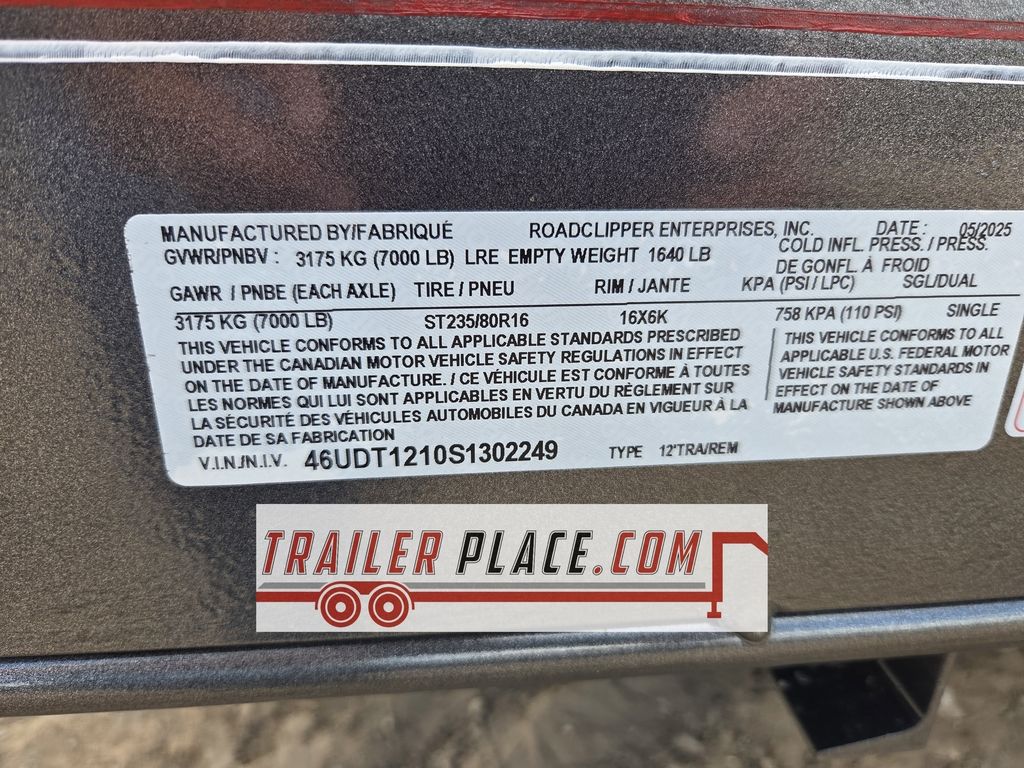 MANUFACTURED BY/FABRIQUÉ ROADCLIPPER ENTERPRISES, INC. DATE : 05/2025
GVWR/PNBV : 3175 KG (7000 LB) LRE EMPTY WEIGHT 1640 LB
COLD INFL. PRESS. / PRESS.
DE GONFL. À FROID
GAWR / PNBE (EACH AXLE) TIRE / PNEU RIM / JANTE KPA (PSI / LPC) SGL/DUAL
3175 KG (7000 LB) ST235/80R16 16X6K 758 KPA (110 PSI) SINGLE
THIS VEHICLE CONFORMS TO ALL APPLICABLE STANDARDS PRESCRIBED
UNDER THE CANADIAN MOTOR VEHICLE SAFETY REGULATIONS IN EFFECT
ON THE DATE OF MANUFACTURE. / CE VÉHICULE EST CONFORME À TOUTES
LES NORMES QUI LUI SONT APPLICABLES EN VERTU DU RÈGLEMENT SUR
LA SÉCURITÉ DES VÉHICULES AUTOMOBILES DU CANADA EN VIGUEUR À LA
DATE DE SA FABRICATION
THIS VEHICLE CONFORMS TO ALL
APPLICABLE U.S. FEDERAL MOTOR
VEHICLE SAFETY STANDARDS IN
EFFECT ON THE DATE OF
MANUFACTURE SHOWN ABOVE
V.I.N./N.I.V. 46UDT1210S1302249 TYPE 12'TRA/REM
TRAILER PLACE.COM